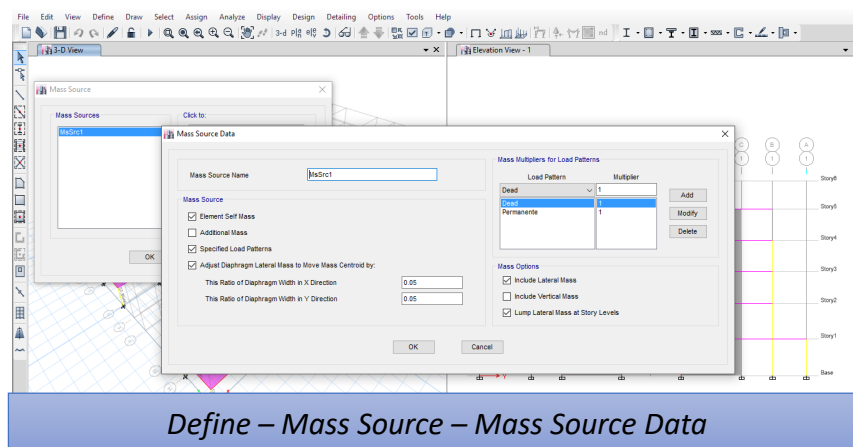 File Edit View Define Draw Select Assign Analyze Display Design Detailing Options Tools Help
3-d
nd
3-D View
Elevation View - 1
Mass Source
Mass Sources
Click to:
MsSrc1
OK
Mass Source Data
Mass Source Name
MsSrc1
Mass Source
Element Self Mass
Additional Mass
Specified Load Patterns
Adjust Diaphragm Lateral Mass to Move Mass Centroid by:
This Ratio of Diaphragm Width in X Direction
0.05
This Ratio of Diaphragm Width in Y Direction
0.05
Mass Multipliers for Load Patterns
Load Pattern Multiplier
Dead 1
Dead 1
Permanente 1
Add
Modify
Delete
Mass Options
Include Lateral Mass
Include Vertical Mass
Lump Lateral Mass at Story Levels
OK Cancel
C B A
1 1 1
Story6
Story5
Story4
Story3
Story2
Story1
Base
Y
Define – Mass Source – Mass Source Data